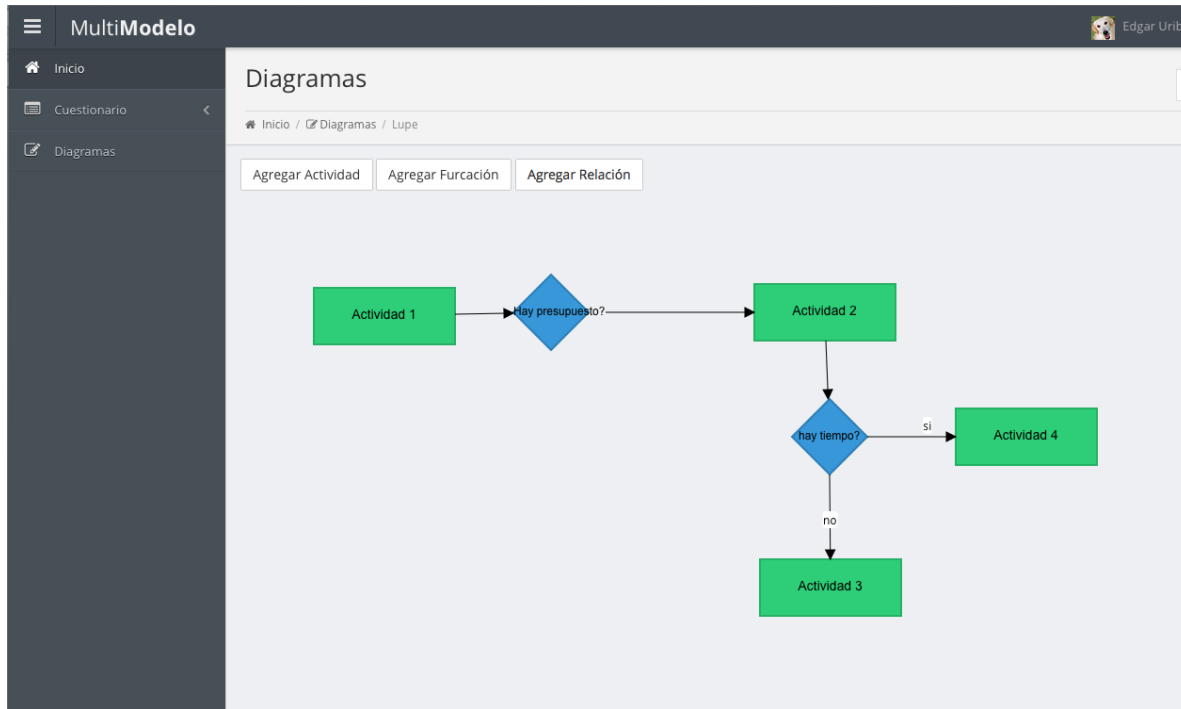 MultiModelo
Edgar Urib
Inicio
Cuestionario
Diagramas
Diagramas
Inicio / Diagramas / Lupe
Agregar Actividad
Agregar Furcación
Agregar Relación
Actividad 1
Hay presupuesto?
Actividad 2
hay tiempo?
si
Actividad 4
no
Actividad 3